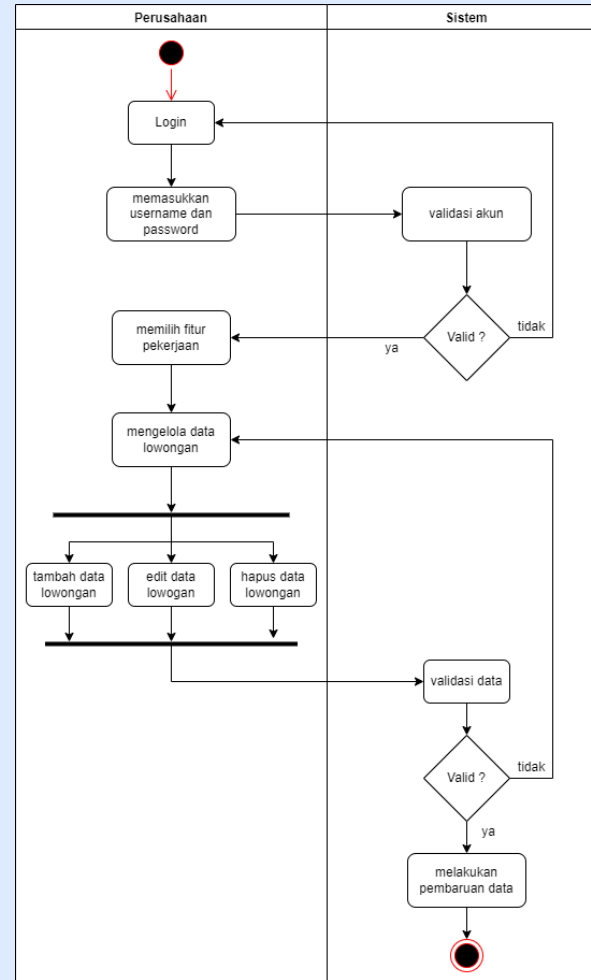 Perusahaan
Sistem
Login
memasukkan
username dan
password
validasi akun
memilih fitur
pekerjaan
ya
Valid ?
tidak
mengelola data
lowongan
tambah data
lowongan
edit data
lowogan
hapus data
lowongan
validasi data
Valid ?
tidak
ya
melakukan
pembaruan data